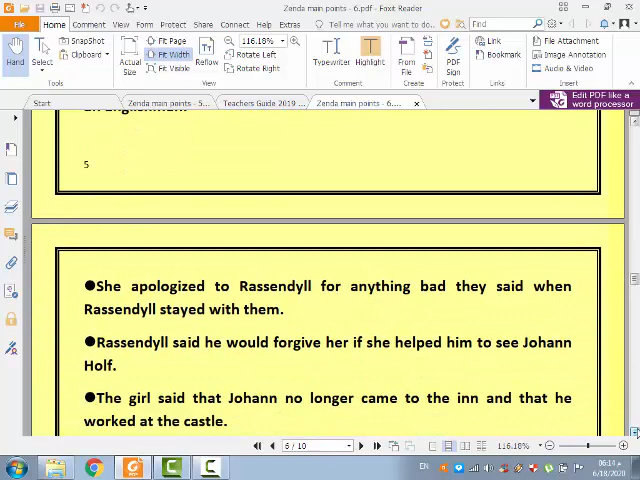 Zenda main points - 6.pdf - Foxit Reader
File Home Comment View Form Protect Share Connect Help Extras
Tell me what you want to do...
Find
Hand
Select
SnapShot
Clipboard
Actual Size
Fit Page
Fit Width
Fit Visible
Reflow
116.18%
Rotate Left
Rotate Right
Typewriter
Highlight
From File
PDF Sign
Link
Bookmark
File Attachment
Image Annotation
Audio & Video
Tools
View
Comment
Create
Protect
Links
Insert
Start
Zenda main points - 5...
Teachers Guide 2019 ...
Zenda main points - 6....
Edit PDF like a word processor
5
●She apologized to Rassendyll for anything bad they said when
Rassendyll stayed with them.
●Rassendyll said he would forgive her if she helped him to see Johann
Holf.
●The girl said that Johann no longer came to the inn and that he
worked at the castle.
6 / 10
116.18%
EN
06:14 م
6/18/2020